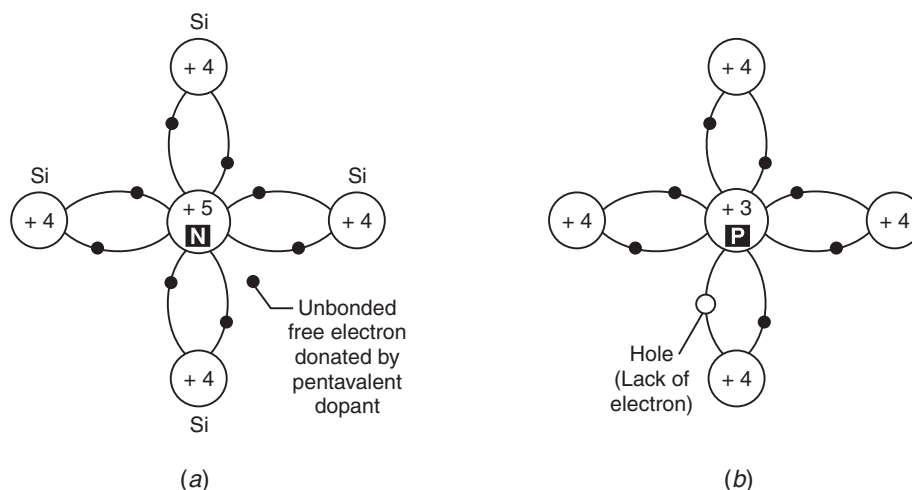 Si
+ 4
Si
+ 4
+ 5
N
Si
+ 4
Unbonded
free electron
donated by
pentavalent
dopant
+ 4
Si
(a)
+ 4
+ 4
+ 3
P
+ 4
Hole
(Lack of
electron)
+ 4
(b)